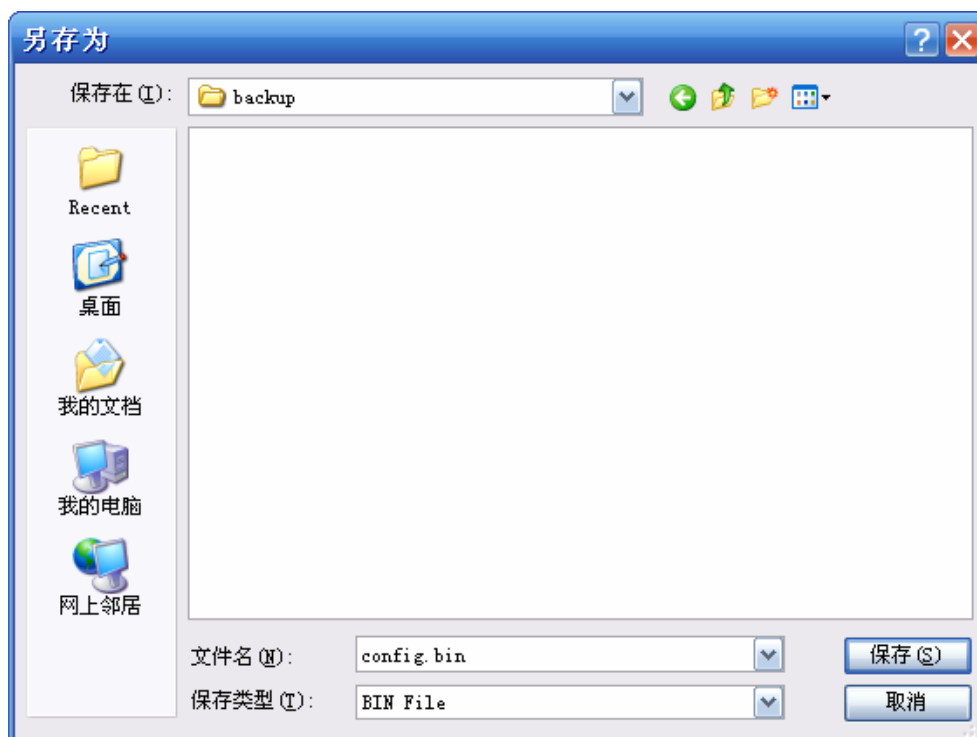 另存为
保存在(I):
backup
Recent
桌面
我的文档
我的电脑
网上邻居
文件名(N):
config.bin
保存(S)
保存类型(T):
BIN File
取消